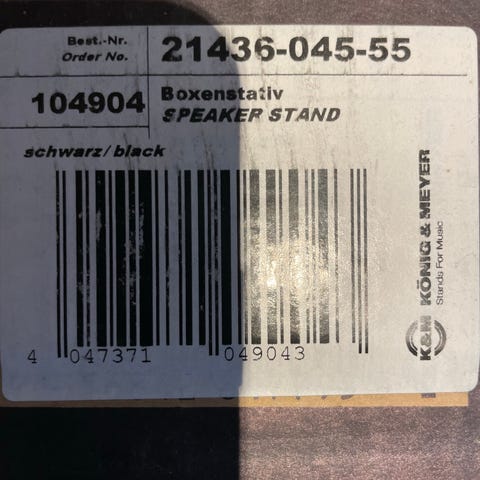 Best.-Nr.
Order No.
21436-045-55
104904
Boxenstativ
SPEAKER STAND
schwarz/black
4 047371 049043
K&M KÖNIG & MEYER
Stands For Music